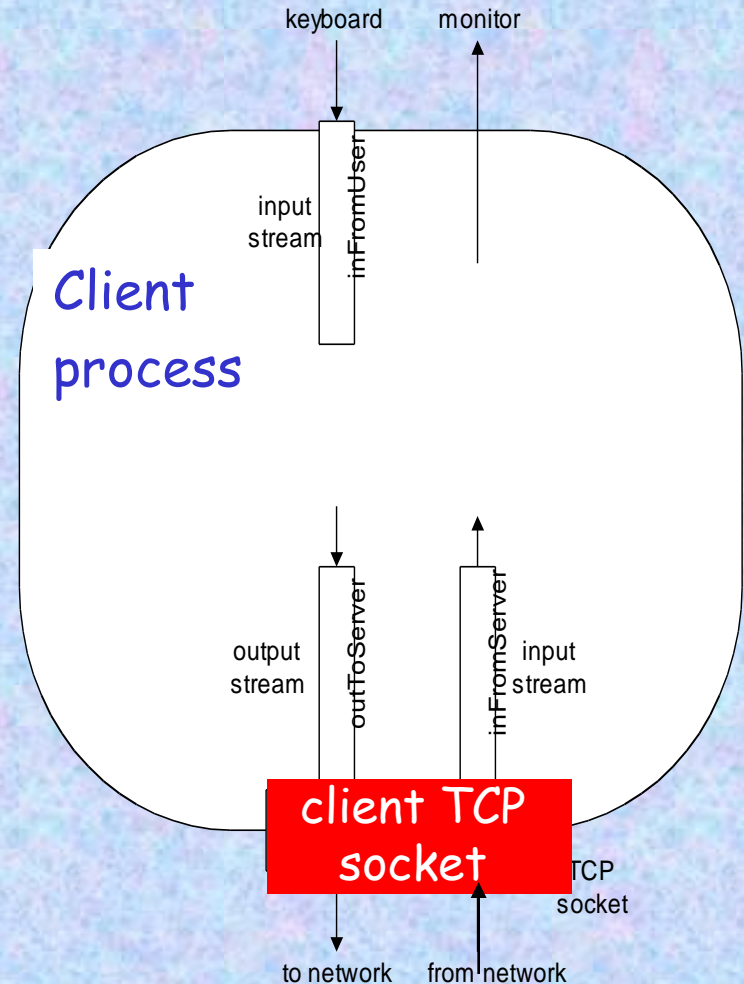 keyboard
monitor
inFromUser
input
stream
Client
process
output
stream
outToServer
inFromServer
input
stream
client TCP
socket
TCP
socket
to network
from network